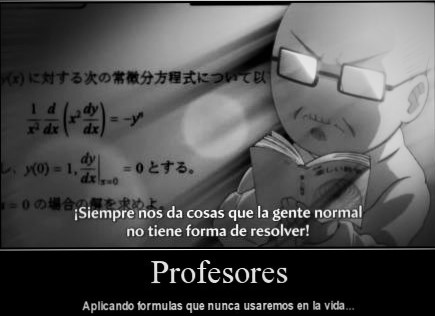 y(x) に対する次の常微分方程式について以
1/x² d/dx (x² dy/dx) = -yⁿ
し、y(0) = 1, dy/dx|x=0 = 0 とする。
= 0 の場合の解を求めよ。
¡Siempre nos da cosas que la gente normal
no tiene forma de resolver!
Profesores
Aplicando formulas que nunca usaremos en la vida...